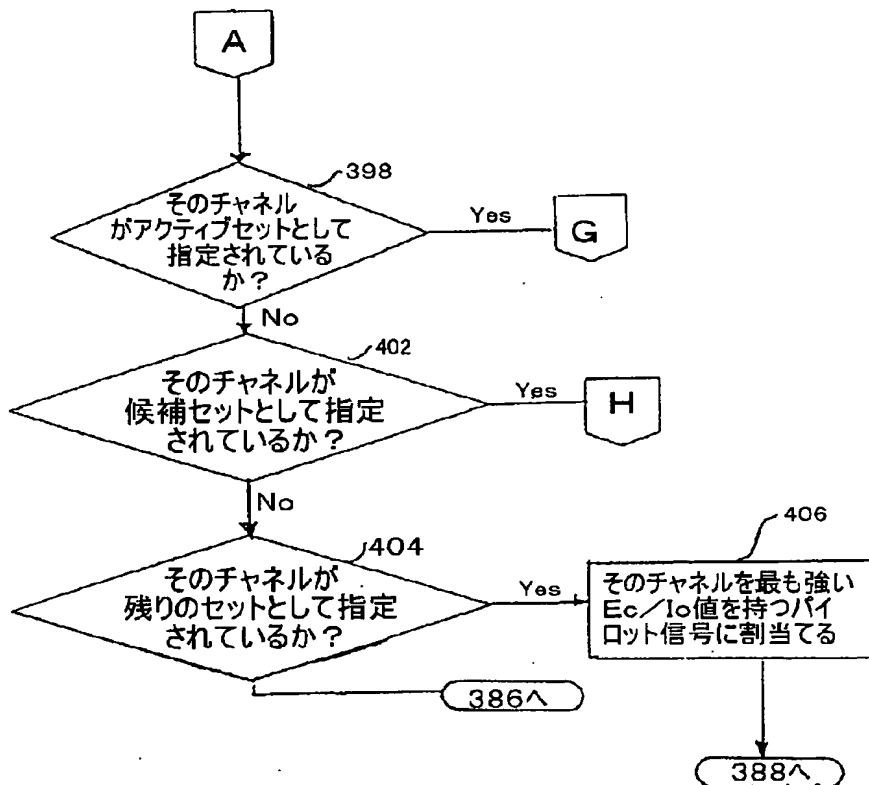 A
398
そのチャネル
がアクティブセットとして
指定されている
か？
Yes
G
No
402
そのチャネルが
候補セットとして指定
されているか？
Yes
H
No
404
そのチャネルが
残りのセットとして指定
されているか？
Yes
406
そのチャネルを最も強い
Ec／Io値を持つパイ
ロット信号に割当てる
386へ
388へ